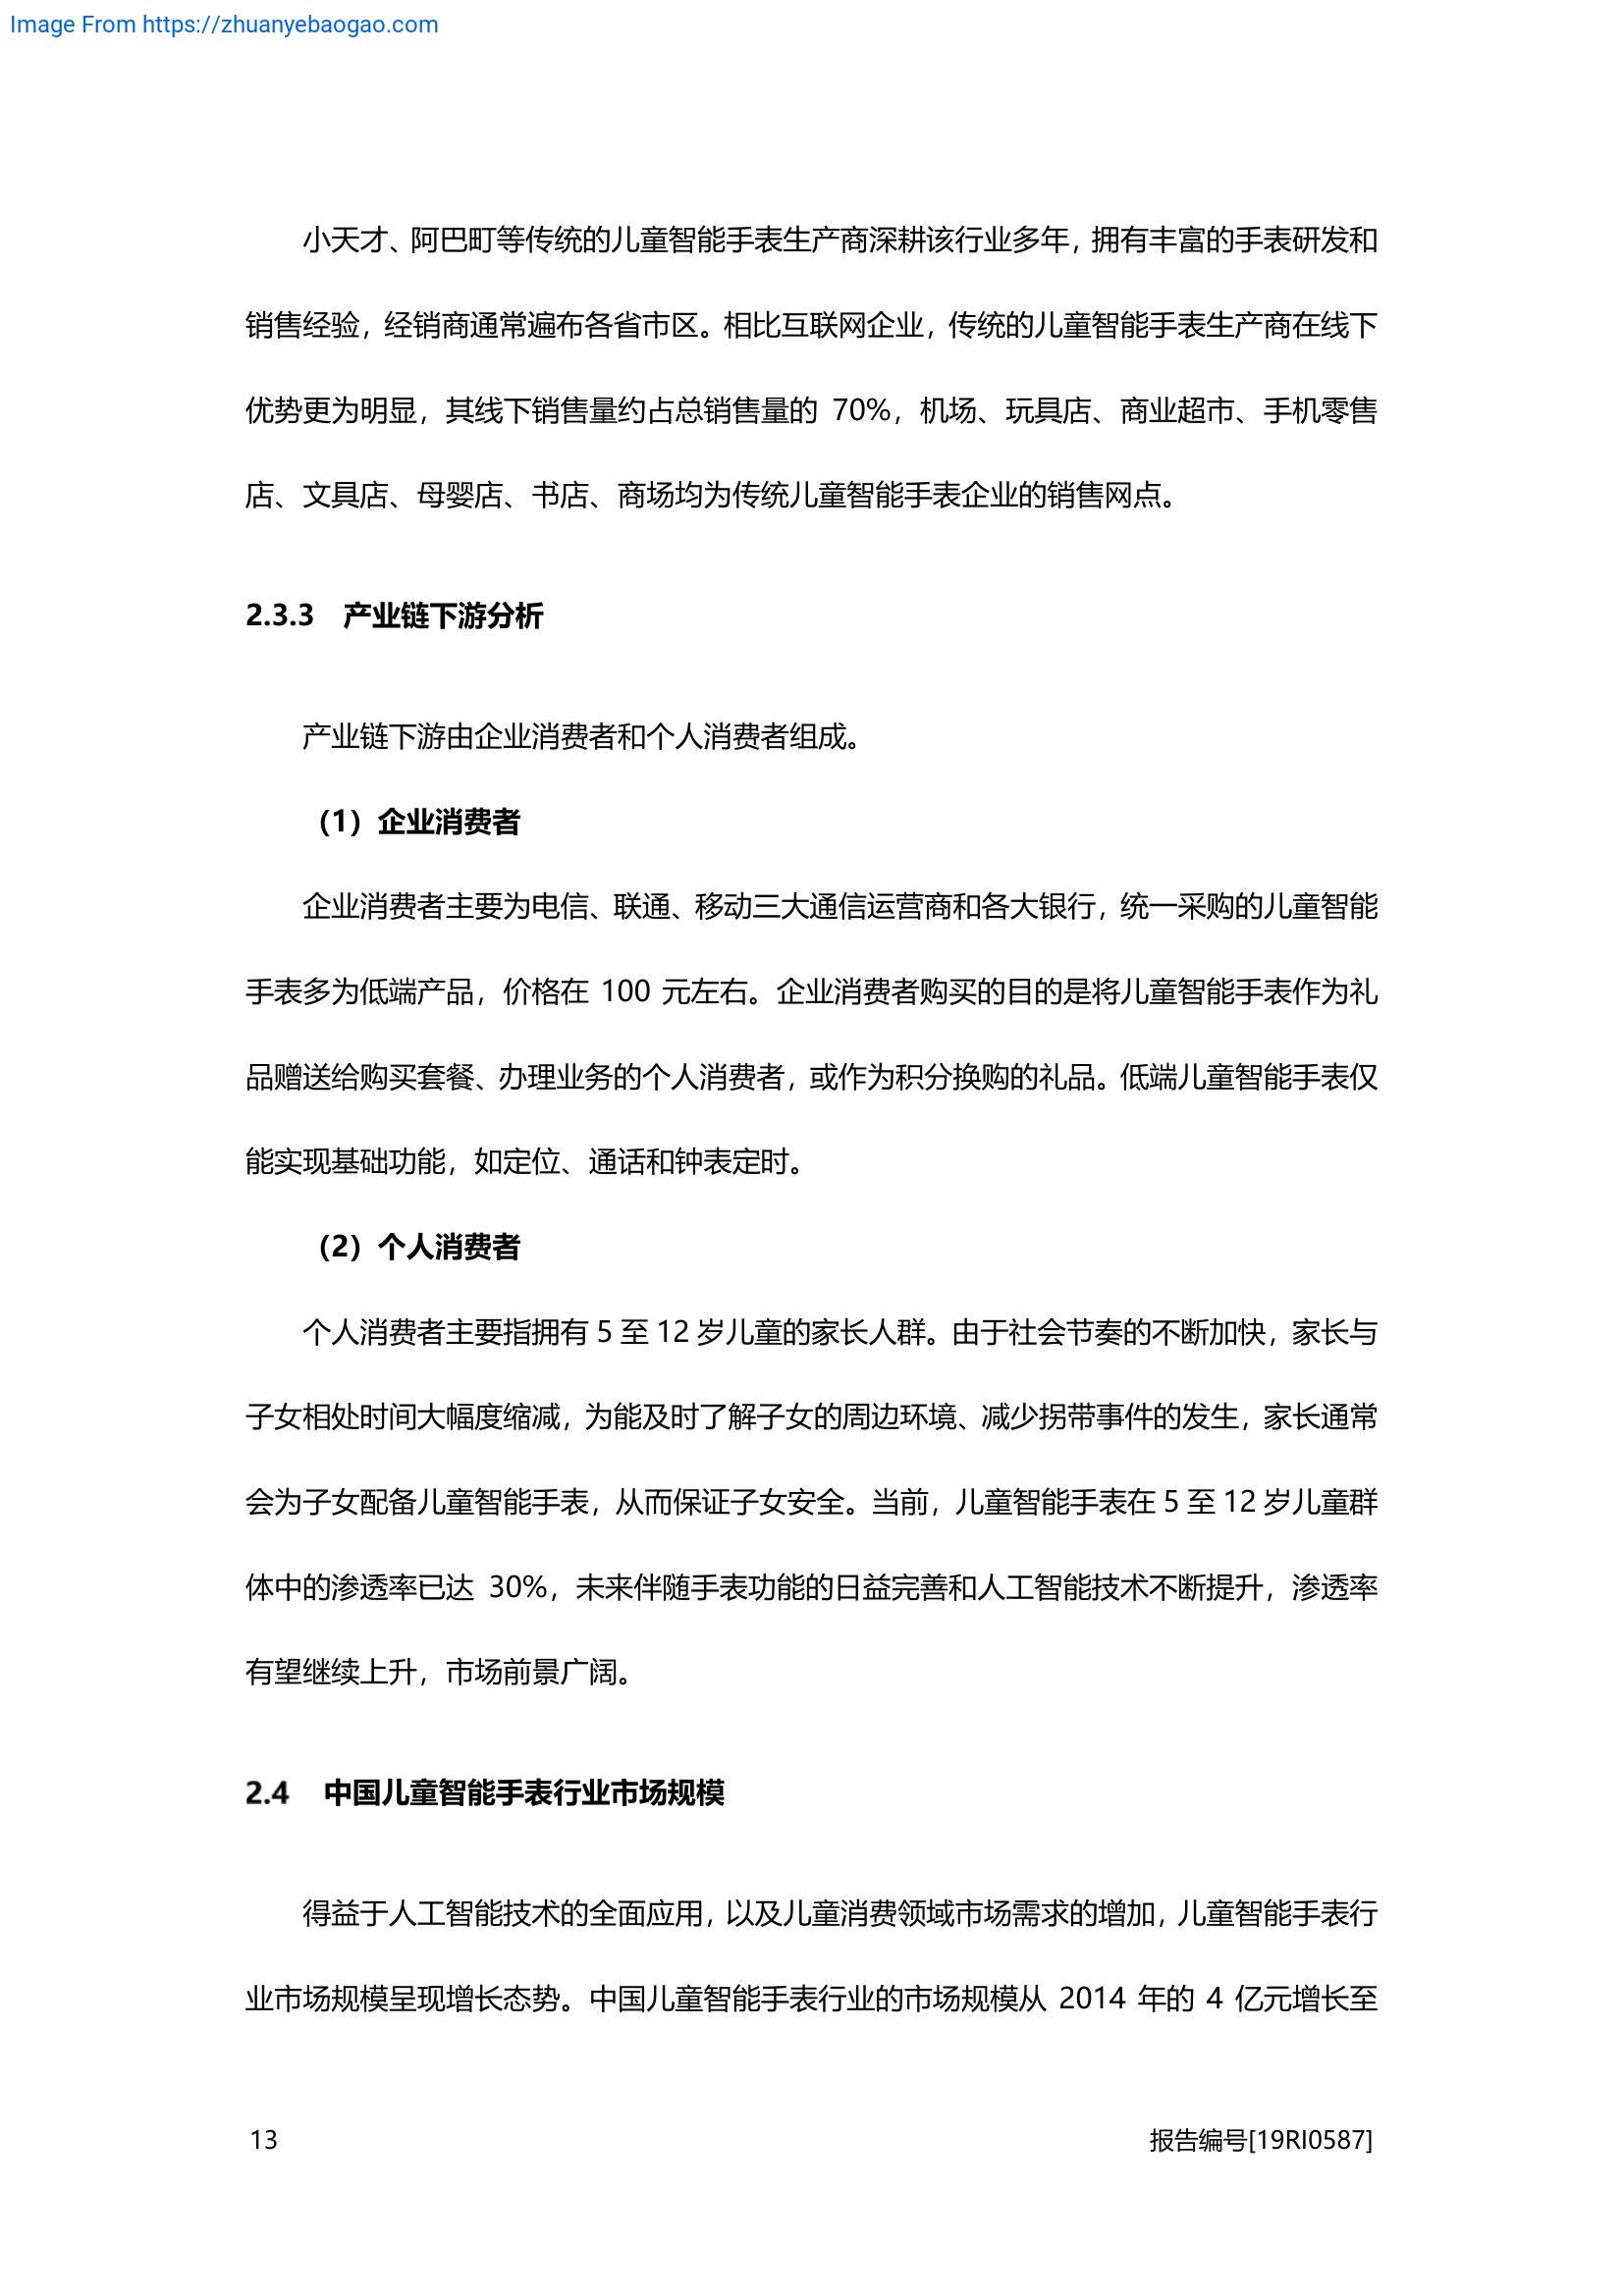 Image From https://zhuanyebaogao.com
小天才、阿巴町等传统的儿童智能手表生产商深耕该行业多年，拥有丰富的手表研发和
销售经验，经销商通常遍布各省市区。相比互联网企业，传统的儿童智能手表生产商在线下
优势更为明显，其线下销售量约占总销售量的 70%，机场、玩具店、商业超市、手机零售
店、文具店、母婴店、书店、商场均为传统儿童智能手表企业的销售网点。
2.3.3 产业链下游分析
产业链下游由企业消费者和个人消费者组成。
（1）企业消费者
企业消费者主要为电信、联通、移动三大通信运营商和各大银行，统一采购的儿童智能
手表多为低端产品，价格在 100 元左右。企业消费者购买的目的是将儿童智能手表作为礼
品赠送给购买套餐、办理业务的个人消费者，或作为积分换购的礼品。低端儿童智能手表仅
能实现基础功能，如定位、通话和钟表定时。
（2）个人消费者
个人消费者主要指拥有 5 至 12 岁儿童的家长人群。由于社会节奏的不断加快，家长与
子女相处时间大幅度缩减，为能及时了解子女的周边环境、减少拐带事件的发生，家长通常
会为子女配备儿童智能手表，从而保证子女安全。当前，儿童智能手表在 5 至 12 岁儿童群
体中的渗透率已达 30%，未来伴随手表功能的日益完善和人工智能技术不断提升，渗透率
有望继续上升，市场前景广阔。
2.4 中国儿童智能手表行业市场规模
得益于人工智能技术的全面应用，以及儿童消费领域市场需求的增加，儿童智能手表行
业市场规模呈现增长态势。中国儿童智能手表行业的市场规模从 2014 年的 4 亿元增长至
13 报告编号[19RI0587]